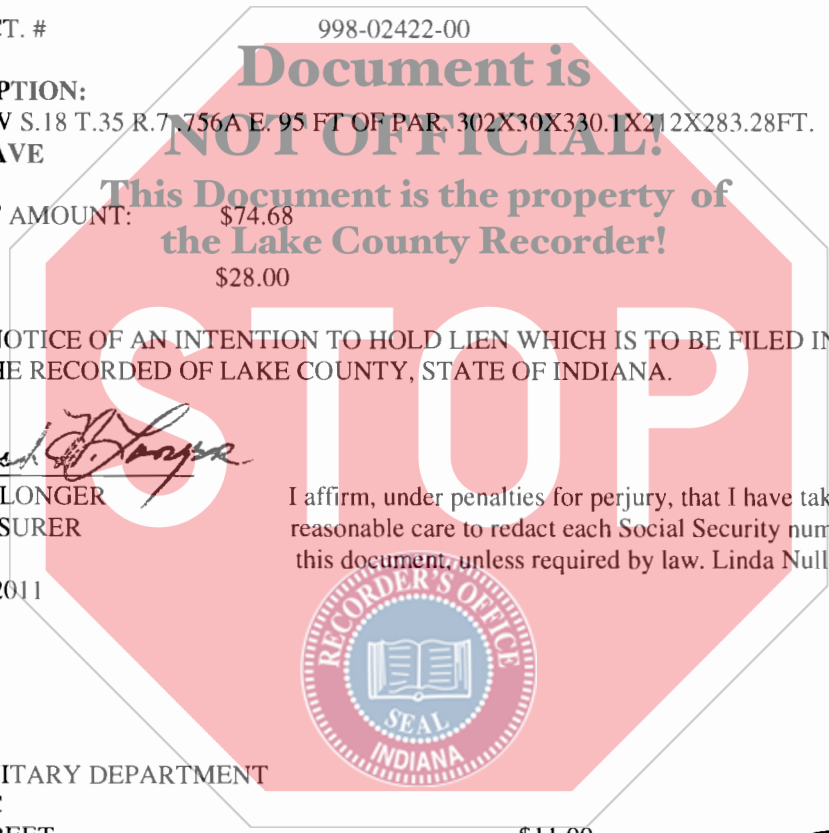 CT. # 998-02422-00
Document is
PTION:
W S.18 T.35 R.7 .756A E. 95 FT OF PAR. 302X30X330.1X212X283.28FT.
NOT OFFICIAL!
AVE
This Document is the property of
AMOUNT: $74.68
the Lake County Recorder!
$28.00
NOTICE OF AN INTENTION TO HOLD LIEN WHICH IS TO BE FILED IN
HE RECORDED OF LAKE COUNTY, STATE OF INDIANA.
STOP
LONGER I affirm, under penalties for perjury, that I have tak
SURER reasonable care to redact each Social Security num
this document, unless required by law. Linda Null
2011
RECORDER'S OFFICE
SEAL
INDIANA
ITARY DEPARTMENT
REET $11.00